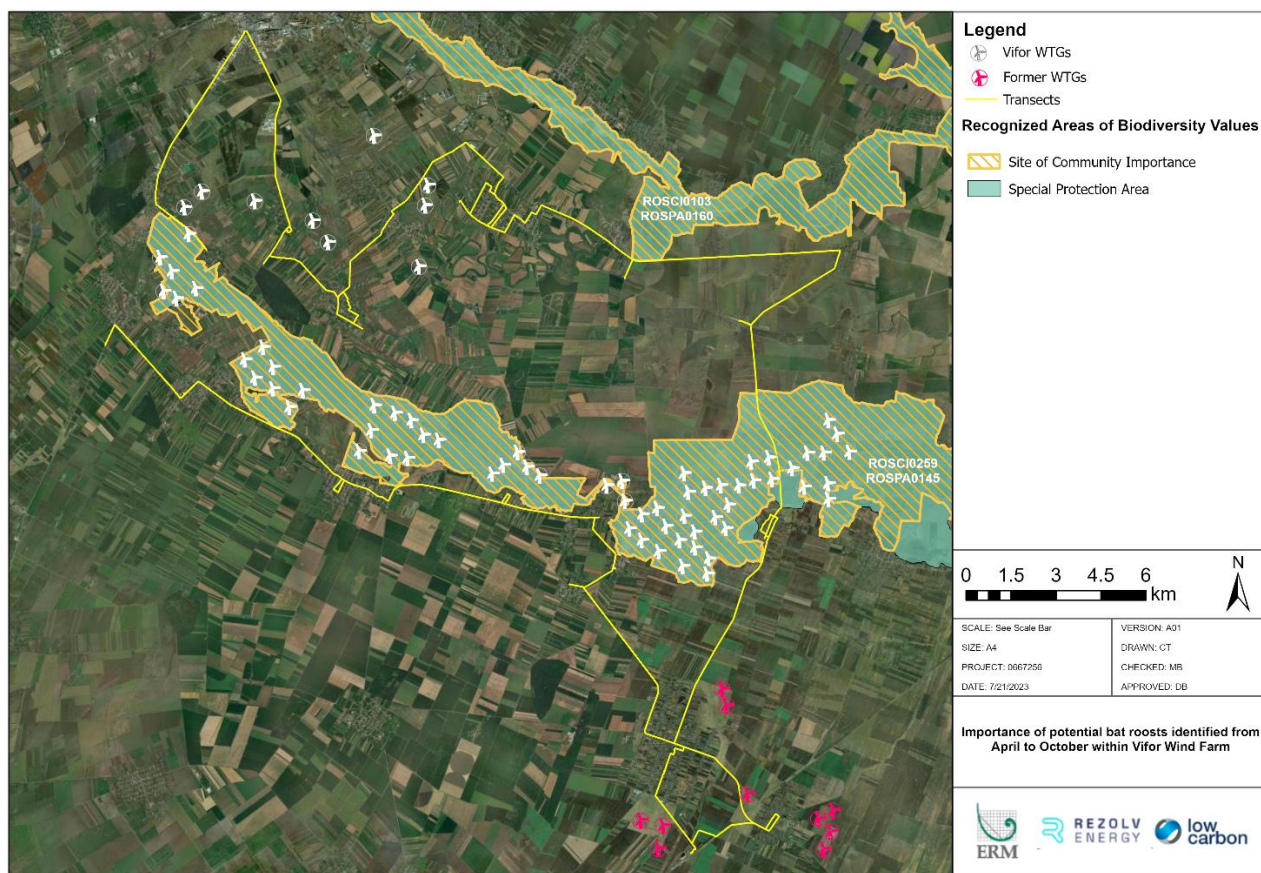 Legend
Vifor WTGs
Former WTGs
Transects
Recognized Areas of Biodiversity Values
Site of Community Importance
Special Protection Area
ROSCI0103
ROSPA0160
ROSCI0259
ROSPA0145
0 1.5 3 4.5 6
km
N
SCALE: See Scale Bar
VERSION: A01
SIZE: A4
DRAWN: CT
PROJECT: 0667256
CHECKED: MB
DATE: 7/21/2023
APPROVED: DB
Importance of potential bat roosts identified from
April to October within Vifor Wind Farm
ERM
REZOLV
ENERGY
low
carbon